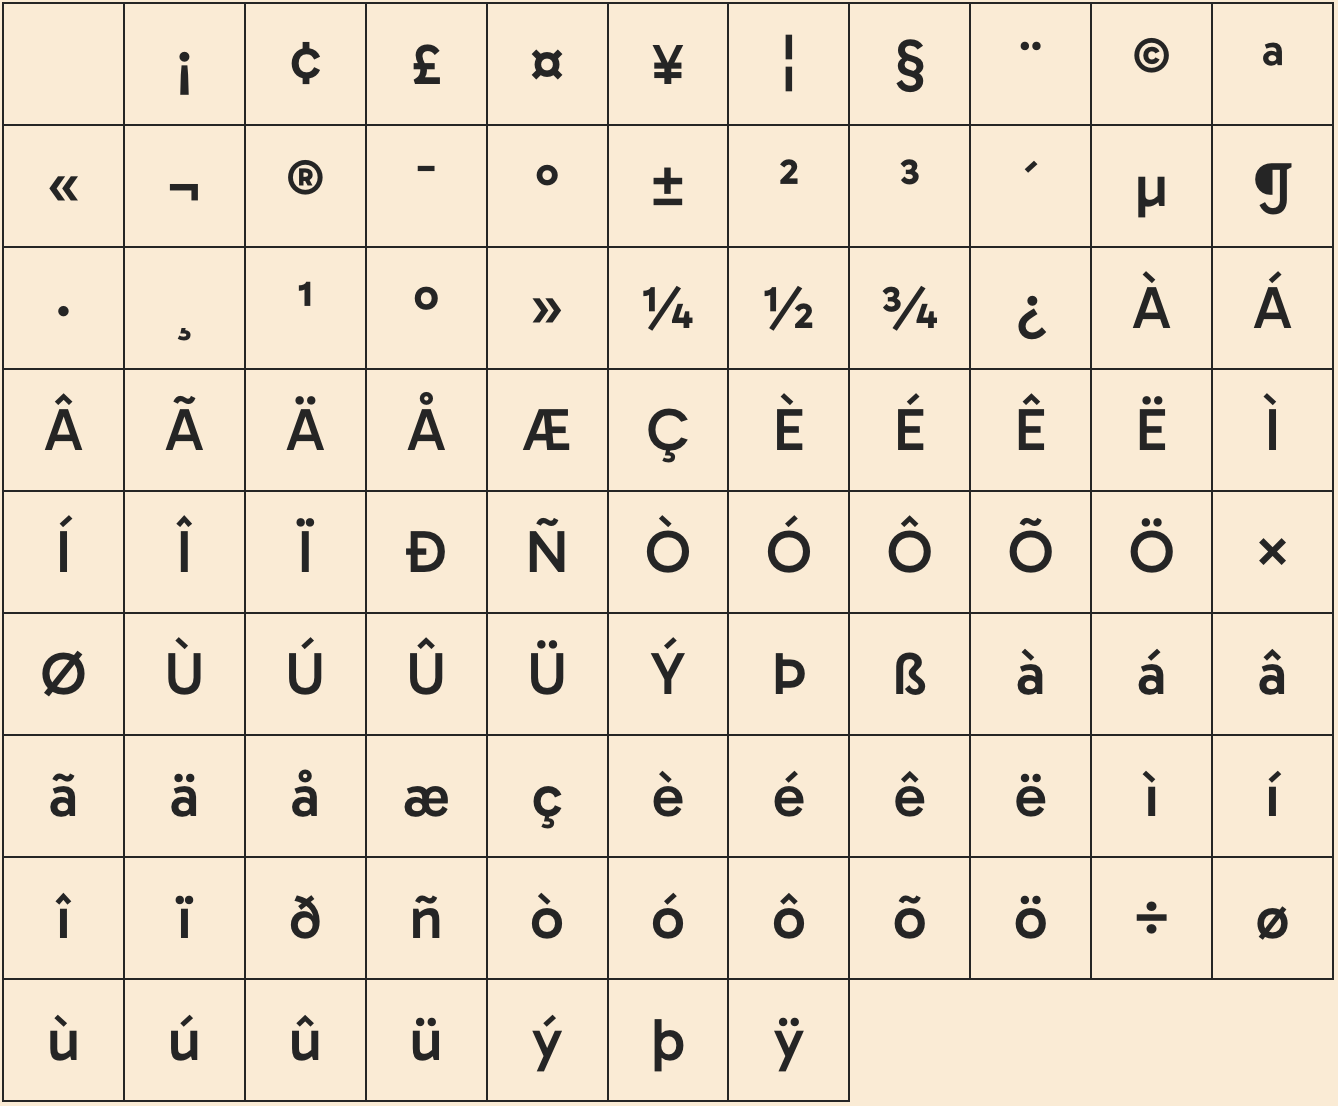 ¡ ¢ £ ¤ ¥ ¦ § ¨ © ª
« ¬ ® ¯ ° ± ² ³ ´ µ ¶
· ¸ ¹ º » ¼ ½ ¾ ¿ À Á
Â Ã Ä Å Æ Ç È É Ê Ë Ì
Í Î Ï Ð Ñ Ò Ó Ô Õ Ö ×
Ø Ù Ú Û Ü Ý Þ ß à á â
ã ä å æ ç è é ê ë ì í
î ï ð ñ ò ó ô õ ö ÷ ø
ù ú û ü ý þ ÿ